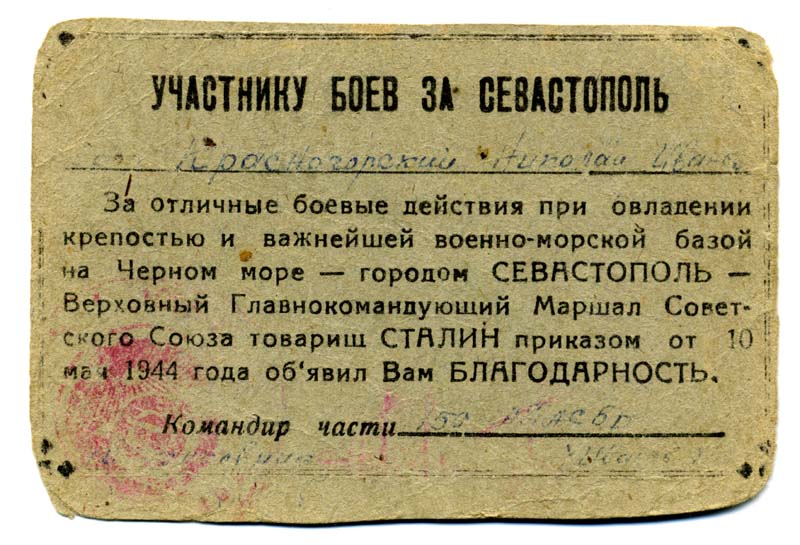 УЧАСТНИКУ БОЕВ ЗА СЕВАСТОПОЛЬ
Красногорский Николай
За отличные боевые действия при овладении
крепостью и важнейшей военно-морской базой
на Черном море — городом СЕВАСТОПОЛЬ —
Верховный Главнокомандующий Маршал Совет-
ского Союза товарищ СТАЛИН приказом от 10
мая 1944 года об'явил Вам БЛАГОДАРНОСТЬ.
Командир части